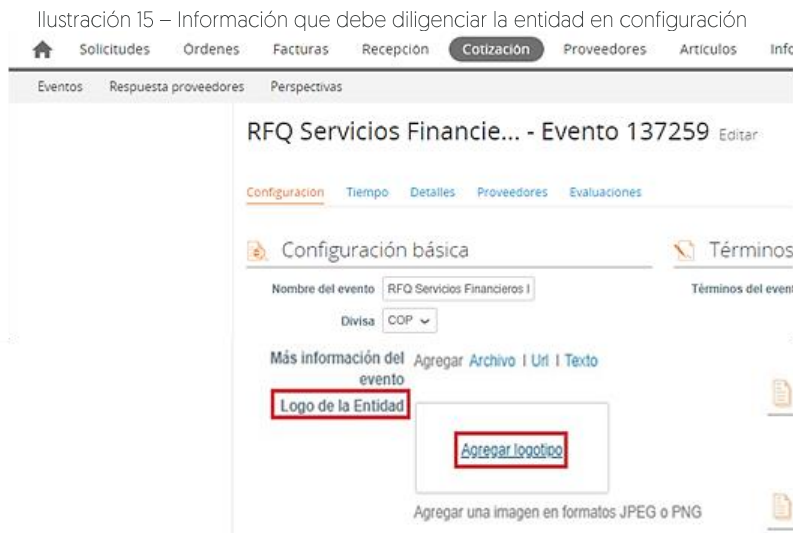 Ilustración 15 – Información que debe diligenciar la entidad en configuración
Solicitudes Órdenes Facturas Recepción Cotización Proveedores Artículos
Eventos Respuesta proveedores Perspectivas
RFQ Servicios Financie... - Evento 137259 Editar
Configuración Tiempo Detalles Proveedores Evaluaciones
Configuración básica Términos
Nombre del evento RFQ Servicios Financieros I Términos del event
Divisa COP
Más información del evento Agregar Archivo | Url | Texto
Logo de la Entidad
Agregar logotipo
Agregar una imagen en formatos JPEG o PNG